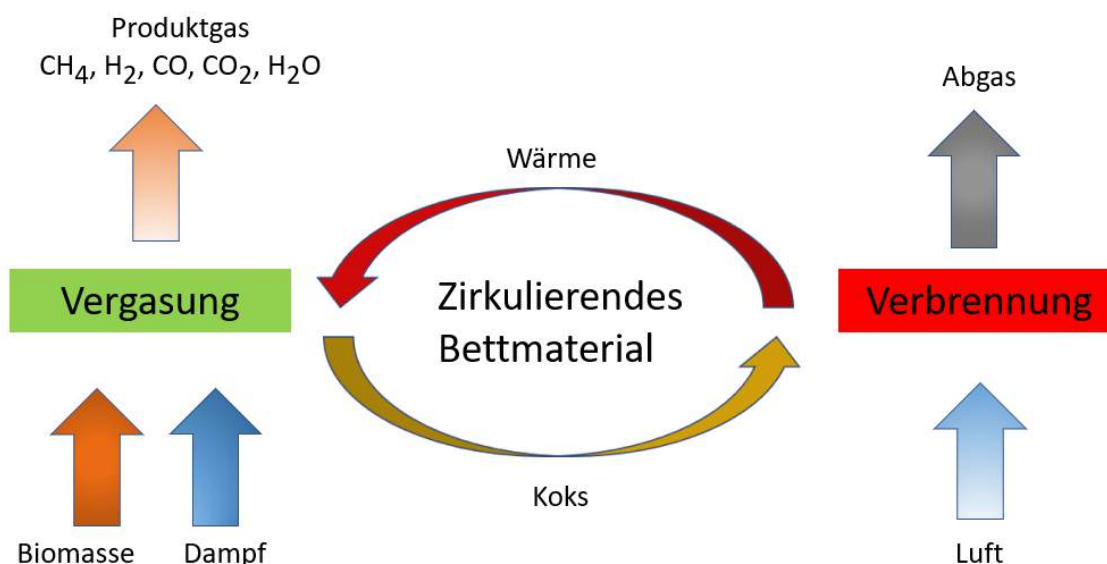 Produktgas
CH₄, H₂, CO, CO₂, H₂O
Abgas
Wärme
Vergasung
Zirkulierendes
Bettmaterial
Verbrennung
Koks
Biomasse
Dampf
Luft